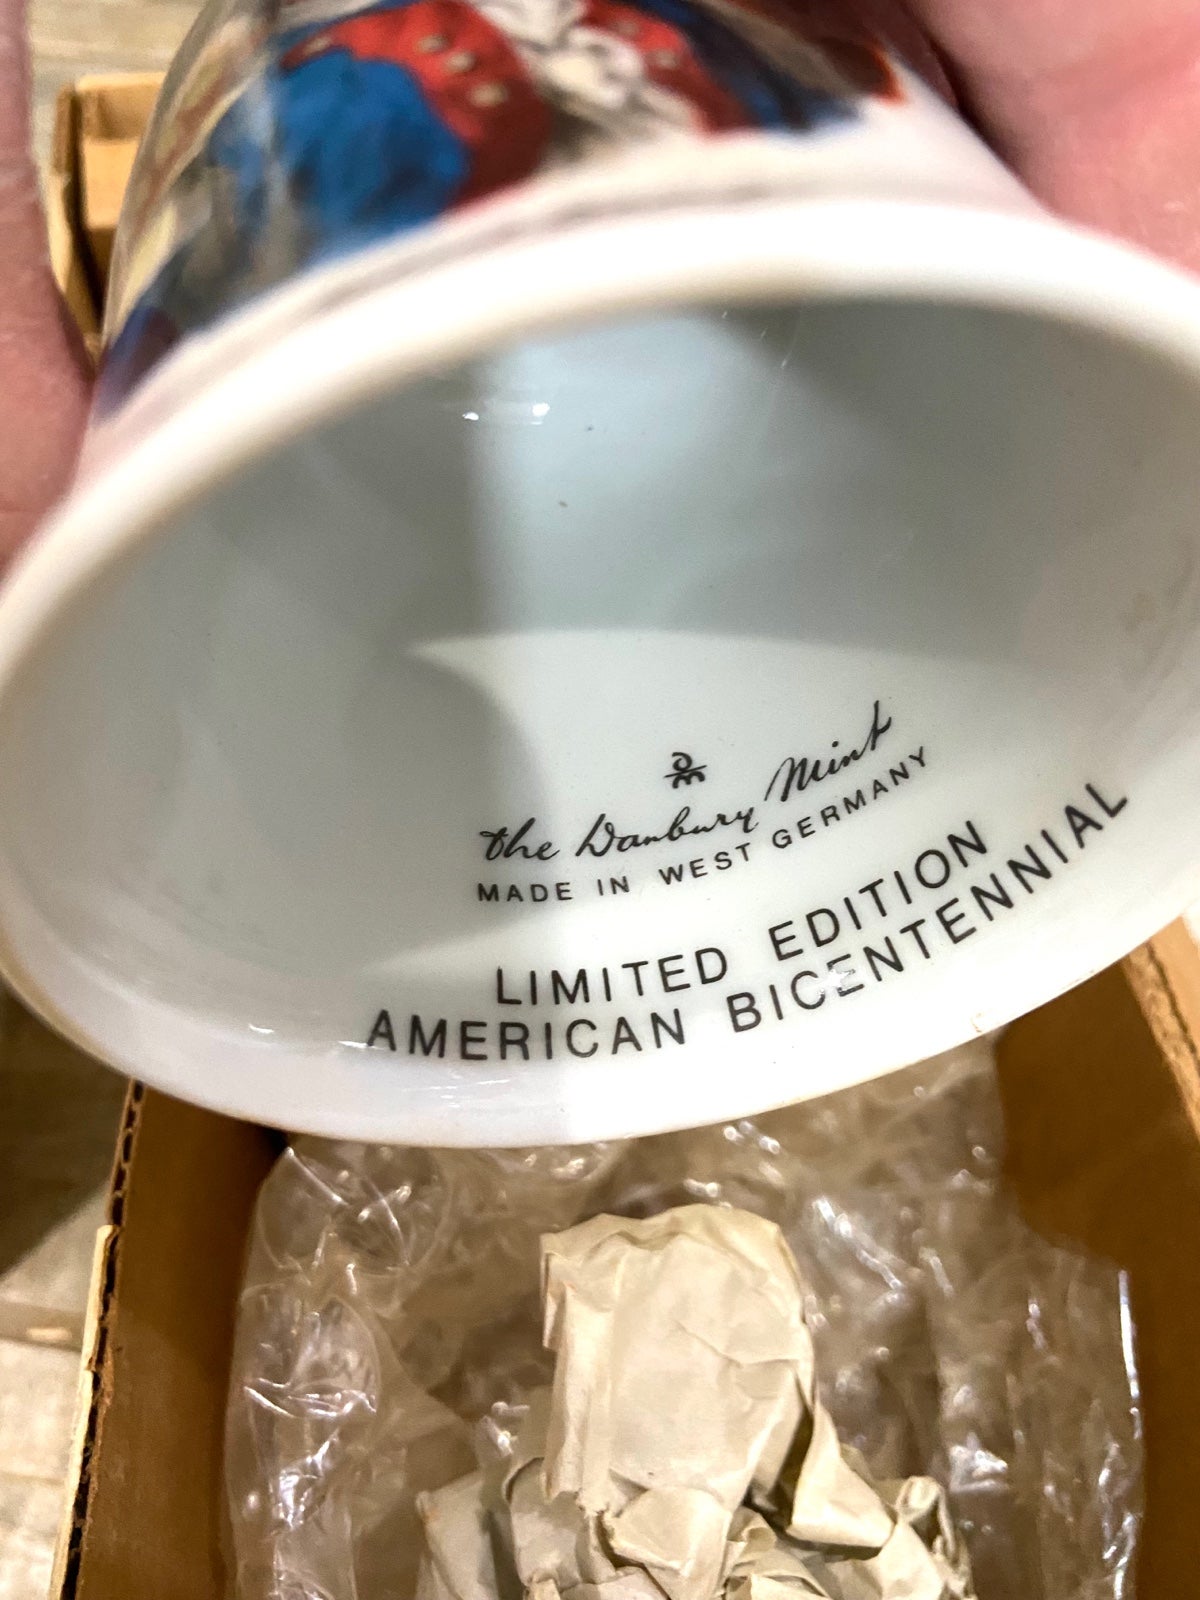 the Danbury Mint
MADE IN WEST GERMANY
LIMITED EDITION
AMERICAN BICENTENNIAL